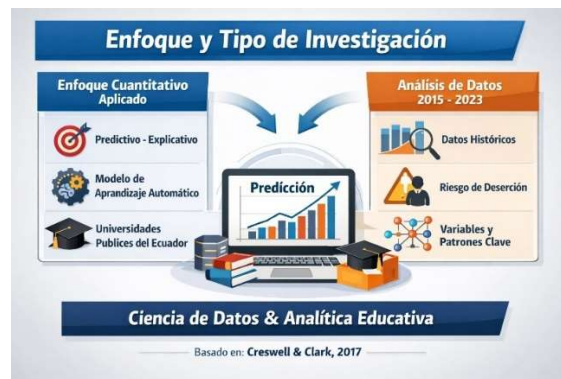 Enfoque y Tipo de Investigación
Enfoque Cuantitativo
Aplicado
Predictivo - Explicativo
Modelo de
Aprendizaje Automático
Universidades
Publices del Ecuador
Análisis de Datos
2015 - 2023
Datos Históricos
Riesgo de Deserción
Variables y
Patrones Clave
Predicción
Ciencia de Datos & Analítica Educativa
Basado en: Creswell & Clark, 2017